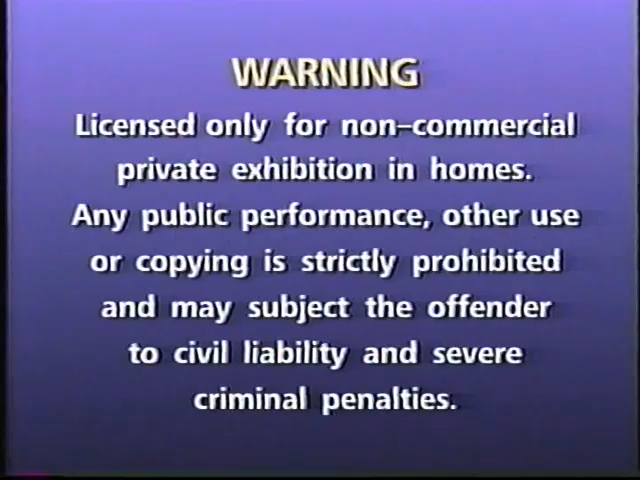 WARNING
Licensed only for non–commercial
private exhibition in homes.
Any public performance, other use
or copying is strictly prohibited
and may subject the offender
to civil liability and severe
criminal penalties.